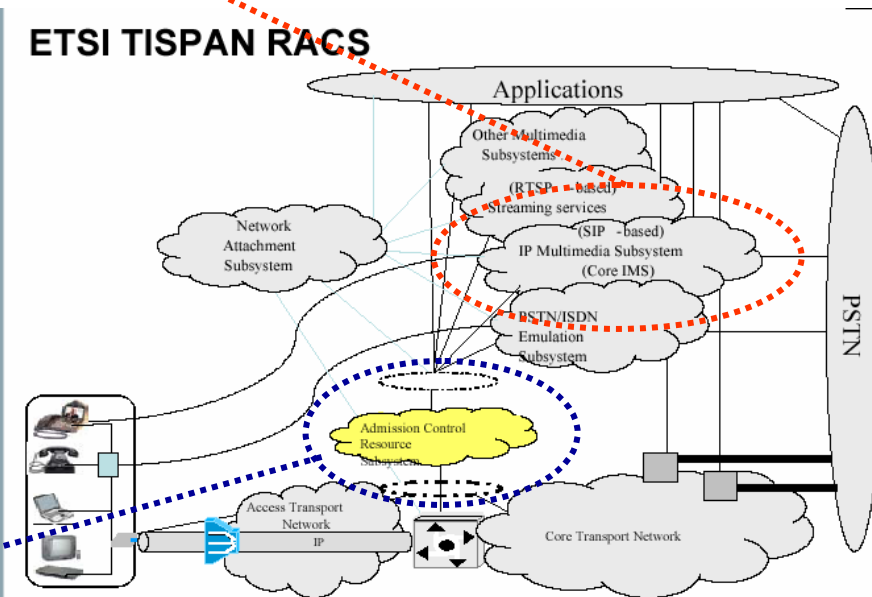 ETSI TISPAN RACS
Applications
Other Multimedia
Subsystems ..
(RTSP -based)
Streaming services
(SIP -based)
IP Multimedia Subsystem
(Core IMS)
Network
Attachment
Subsystem
PSTN/ISDN
Emulation
Subsystem
PSTN
Admission Control
Resource
Subsystem
Access Transport
Network
IP
Core Transport Network